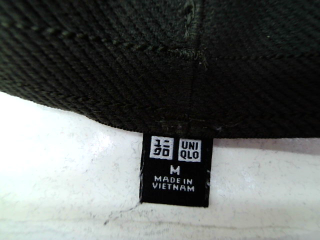 ユニ UNI
クロ QLO
M
MADE IN
VIETNAM